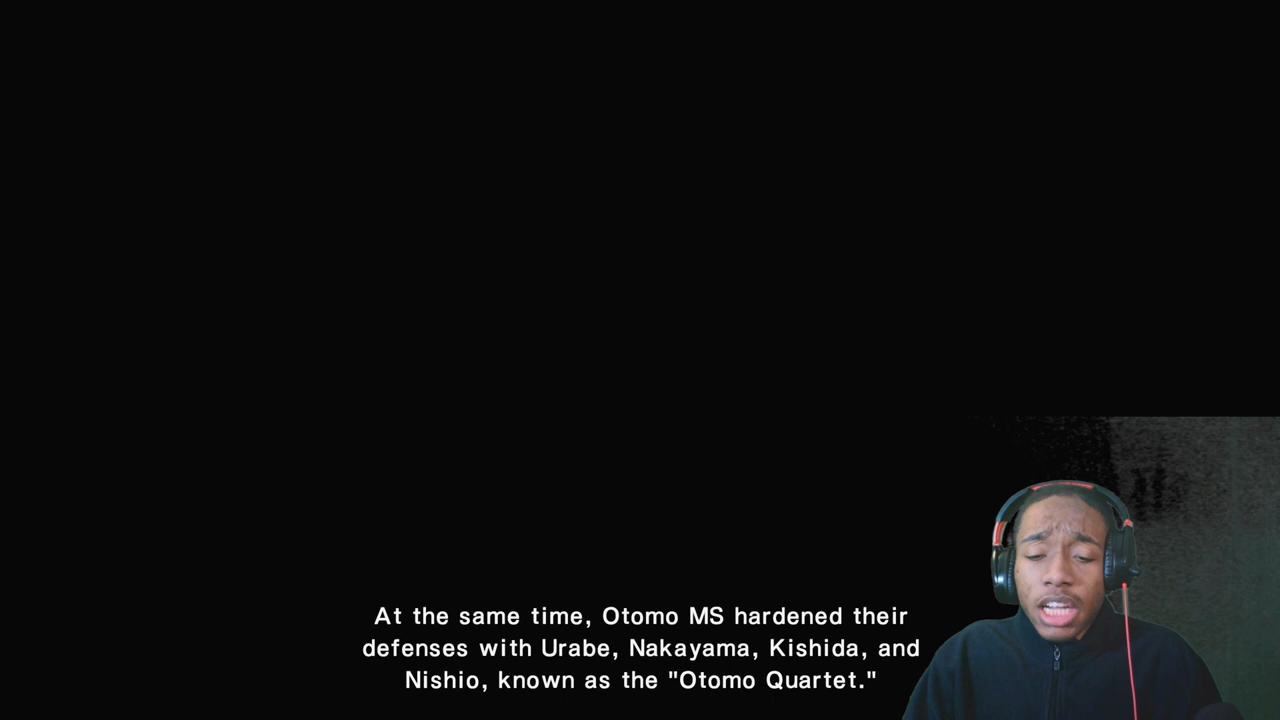 At the same time, Otomo MS hardened their
defenses with Urabe, Nakayama, Kishida, and
Nishio, known as the "Otomo Quartet."